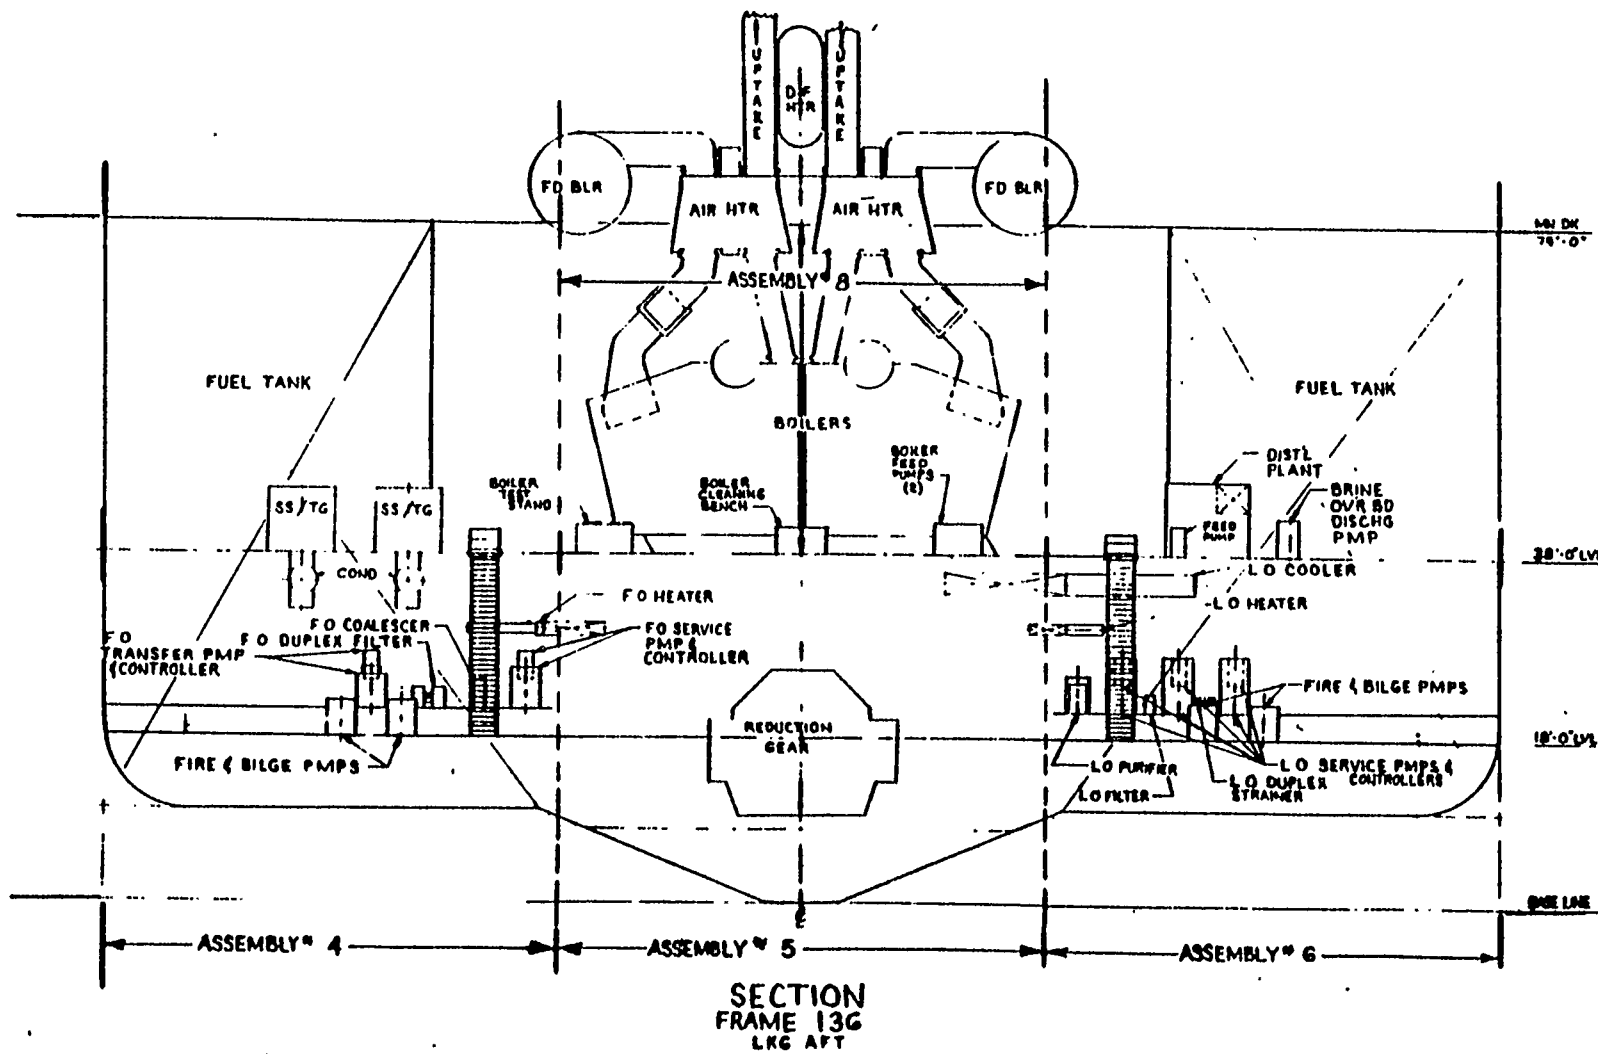 UPTAKE
D F
HTR
UPTAKE
FD BLR
AIR HTR
AIR HTR
FD BLR
MN DK
ASSEMBLY # 8
FUEL TANK
FUEL TANK
BOILERS
BOILER
TEST
STAND
BOILER
CLEANING
BENCH
BOILER
FEED
PUMPS
(2)
DIST'L
PLANT
SS/TG
SS/TG
BRINE
OVR BD
DISCHG
PMP
FEED
PUMP
38'-0" LVL
COND
L O COOLER
F O HEATER
L O HEATER
F O COALESCER
F O DUPLEX FILTER
F O
TRANSFER PMP
& CONTROLLER
F O SERVICE
PMP &
CONTROLLER
FIRE & BILGE PMPS
REDUCTION
GEAR
18'-0" LVL
FIRE & BILGE PMPS
L O PURIFIER
L O SERVICE PMPS &
CONTROLLERS
L O DUPLEX
STRAINER
L O FILTER
BASE LINE
ASSEMBLY # 4
ASSEMBLY # 5
ASSEMBLY # 6
SECTION
FRAME 136
LKG AFT